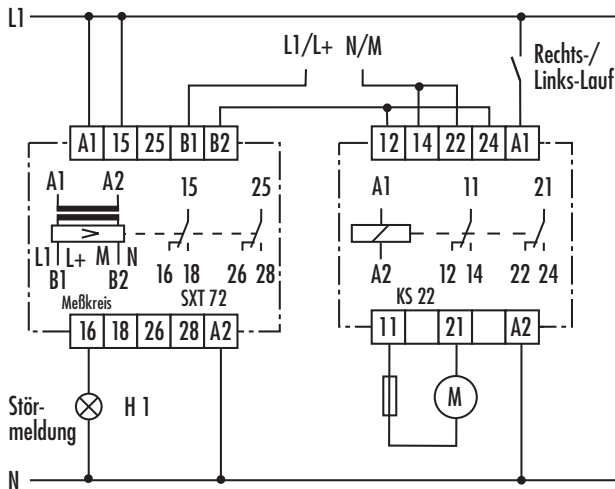 L1
L1/L+ N/M
Rechts-/
Links-Lauf
A1 15 25 B1 B2
12 14 22 24 A1
A1 A2 15 25
A1 11 21
>
L1 L+ M N
B1 B2
16 18 26 28
A2 12 14 22 24
Meßkreis SXT 72
KS 22
16 18 26 28 A2
11 21 A2
Stör-
meldung
H 1
M
N